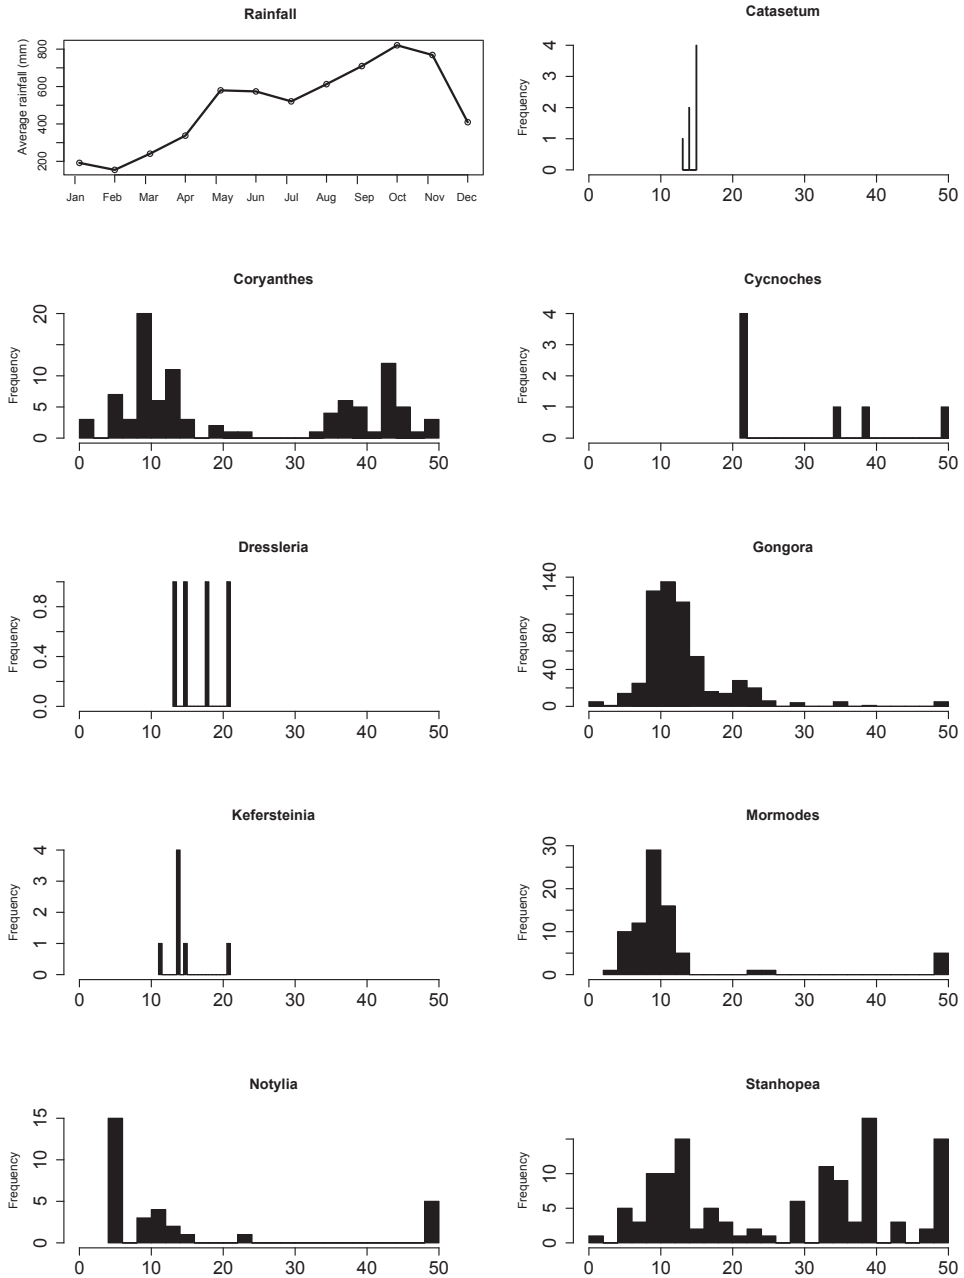 Rainfall
Average rainfall (mm)
800
600
400
200
Jan Feb Mar Apr May Jun Jul Aug Sep Oct Nov Dec
Catasetum
Frequency
4
3
2
1
0
0 10 20 30 40 50
Coryanthes
Frequency
20
10
5
0
0 10 20 30 40 50
Cycnoches
Frequency
4
3
2
1
0
0 10 20 30 40 50
Dressleria
Frequency
0.8
0.4
0.0
0 10 20 30 40 50
Gongora
Frequency
140
80
40
0
0 10 20 30 40 50
Kefersteinia
Frequency
4
3
2
1
0
0 10 20 30 40 50
Mormodes
Frequency
30
20
10
0
0 10 20 30 40 50
Notylia
Frequency
15
10
5
0
0 10 20 30 40 50
Stanhopea
Frequency
10
5
0
0 10 20 30 40 50